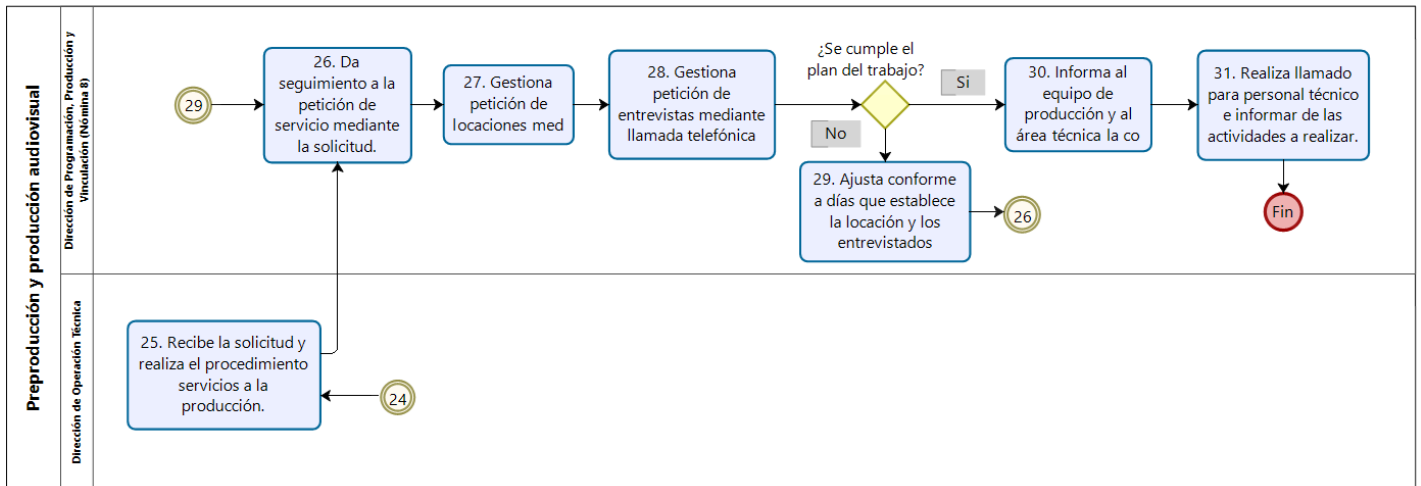 Preproducción y producción audiovisual
Dirección de Programación, Producción y
Vinculación (Nómina 8)
29
26. Da
seguimiento a la
petición de
servicio mediante
la solicitud.
27. Gestiona
petición de
locaciones med
28. Gestiona
petición de
entrevistas mediante
llamada telefónica
¿Se cumple el
plan del trabajo?
Si
No
29. Ajusta conforme
a días que establece
la locación y los
entrevistados
26
30. Informa al
equipo de
producción y al
área técnica la co
31. Realiza llamado
para personal técnico
e informar de las
actividades a realizar.
Fin
Dirección de Operación Técnica
25. Recibe la solicitud y
realiza el procedimiento
servicios a la
producción.
24